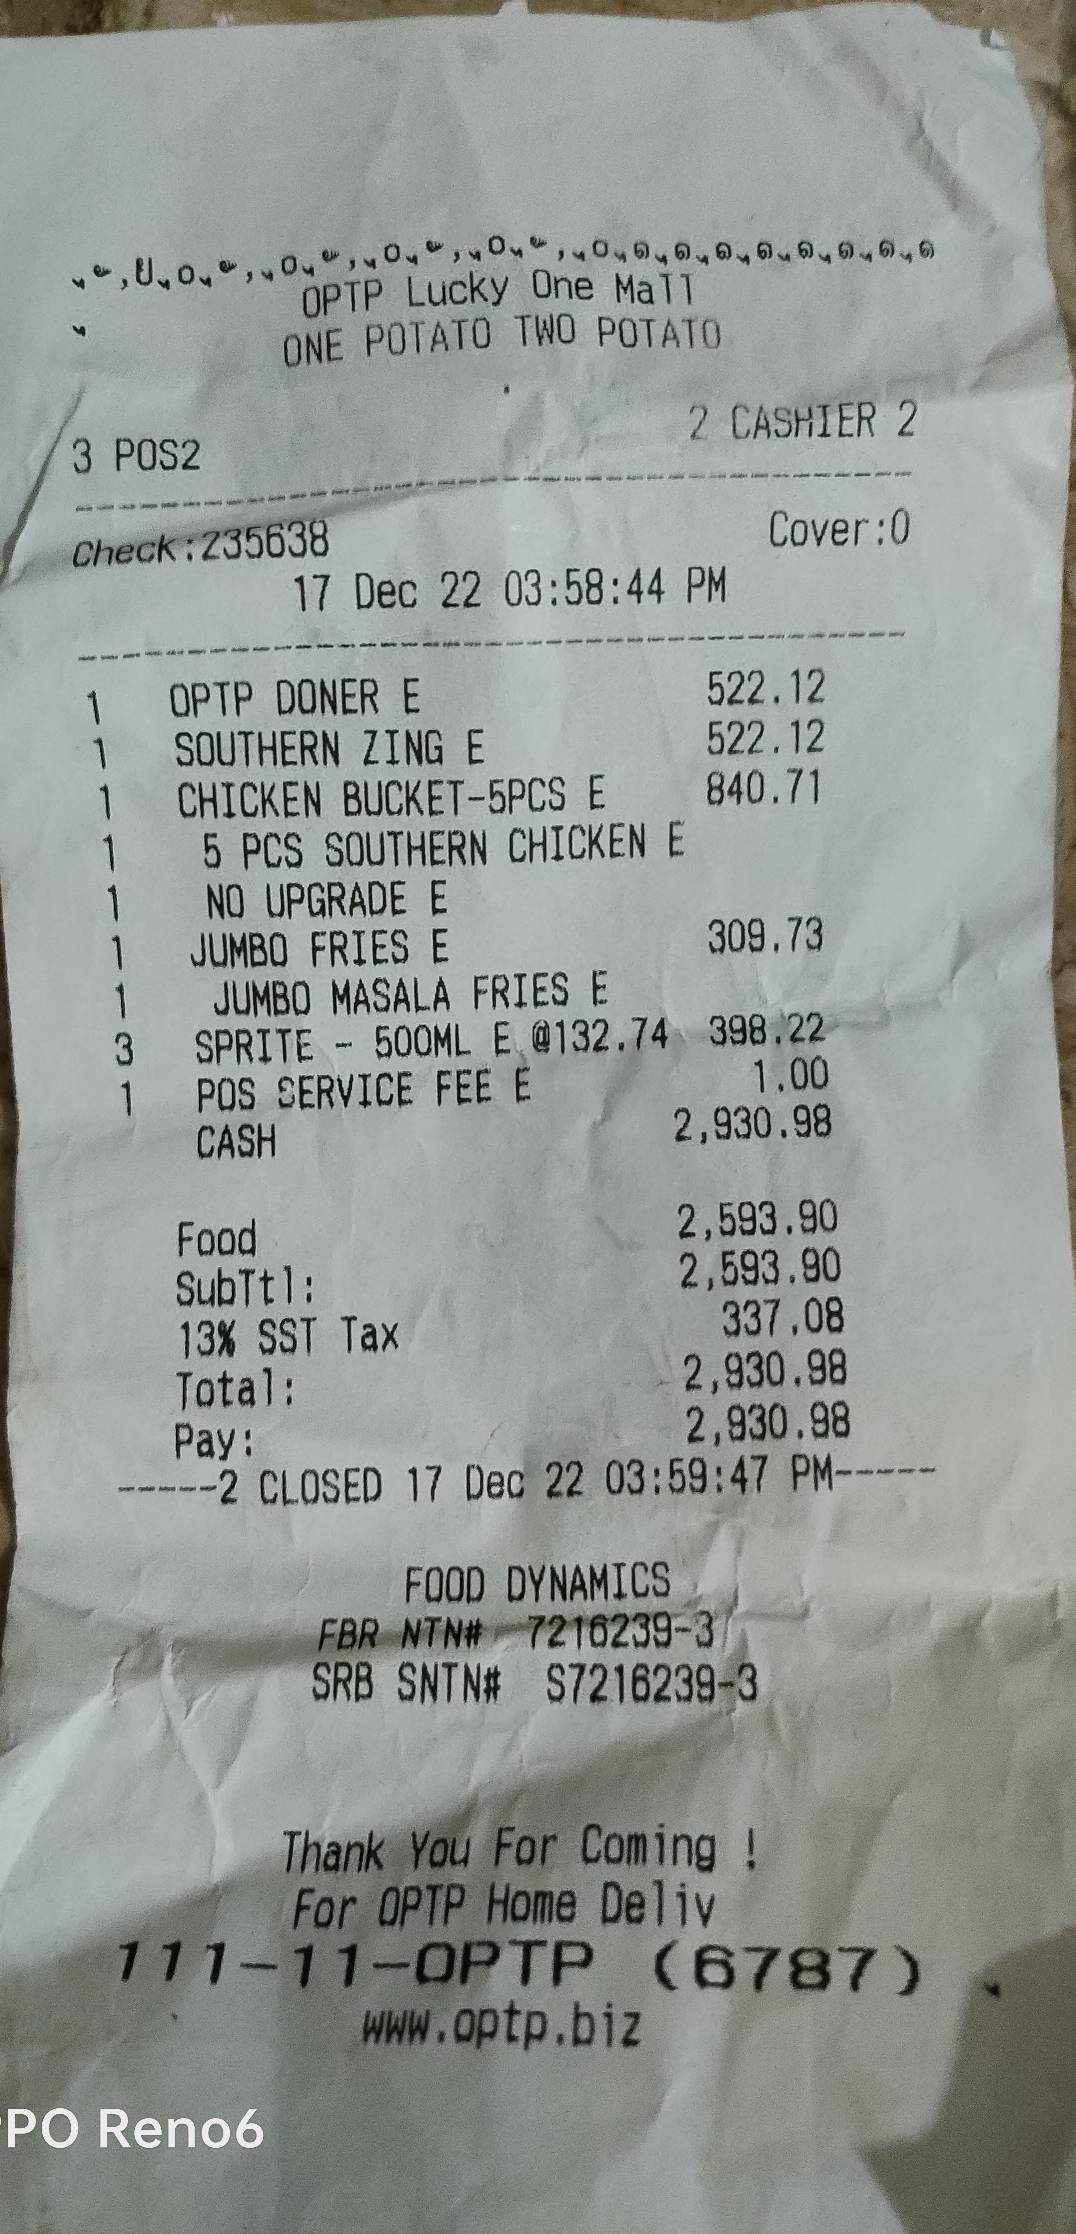 OPTP Lucky One Mall
ONE POTATO TWO POTATO
3 POS2 2 CASHIER 2
Check:235638 Cover:0
17 Dec 22 03:58:44 PM
1 OPTP DONER E 522.12
1 SOUTHERN ZING E 522.12
1 CHICKEN BUCKET-5PCS E 840.71
1 5 PCS SOUTHERN CHICKEN E
1 NO UPGRADE E
1 JUMBO FRIES E 309.73
1 JUMBO MASALA FRIES E
3 SPRITE - 500ML E @132.74 398.22
1 POS SERVICE FEE E 1.00
CASH 2,930.98
Food 2,593.90
SubTtl: 2,593.90
13% SST Tax 337.08
Total: 2,930.98
Pay: 2,930.98
-----2 CLOSED 17 Dec 22 03:59:47 PM-----
FOOD DYNAMICS
FBR NTN# 7216239-3
SRB SNTN# S7216239-3
Thank You For Coming !
For OPTP Home Deliv
111-11-OPTP (6787)
www.optp.biz
PO Reno6